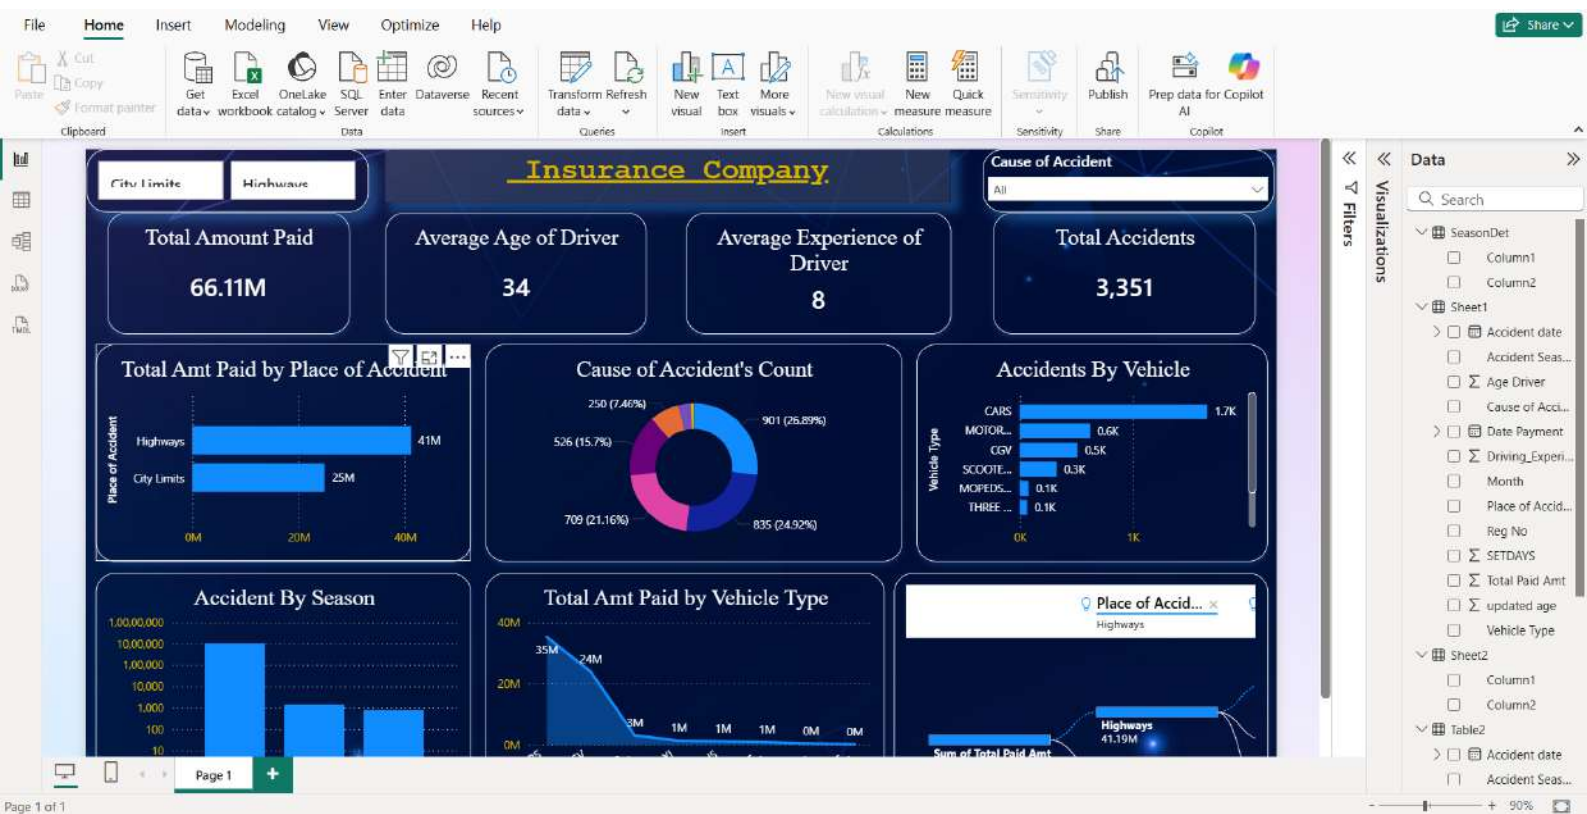 File Home Insert Modeling View Optimize Help Share
Paste Cut
Copy
Format painter
Get data Excel workbook OneLake catalog SQL Server Enter data Dataverse Recent sources Transform data Refresh New visual Text box More visuals New visual calculation New measure Quick measure Sensitivity Publish Prep data for AI Copilot
Clipboard Data Queries Insert Calculations Sensitivity Share Copilot
City Limits Highways
Insurance Company
Cause of Accident
All
Total Amount Paid
66.11M
Average Age of Driver
34
Average Experience of
Driver
8
Total Accidents
3,351
Total Amt Paid by Place of Accident
Place of Accident
Highways 41M
City Limits 25M
0M 20M 40M
Cause of Accident's Count
250 (7.46%)
901 (26.89%)
526 (15.7%)
709 (21.16%)
835 (24.92%)
Accidents By Vehicle
Vehicle Type
CARS 1.7K
MOTOR... 0.6K
CGV 0.5K
SCOOTE... 0.3K
MOPEDS... 0.1K
THREE ... 0.1K
0K 1K
Accident By Season
1,00,00,000
10,00,000
1,00,000
10,000
1,000
100
10
Total Amt Paid by Vehicle Type
40M
35M 24M
20M
3M 1M 1M 1M 0M 0M
0M
Place of Accid... ×
Highways
Highways
41.19M
Sum of Total Paid Amt
Filters
Visualizations
Data
Search
SeasonDet
Column1
Column2
Sheet1
Accident date
Accident Seas...
Age Driver
Cause of Acci...
Date Payment
Driving_Experi...
Month
Place of Accid...
Reg No
SETDAYS
Total Paid Amt
updated age
Vehicle Type
Sheet2
Column1
Column2
Table2
Accident date
Accident Seas...
Page 1 +
Page 1 of 1
- + 90%